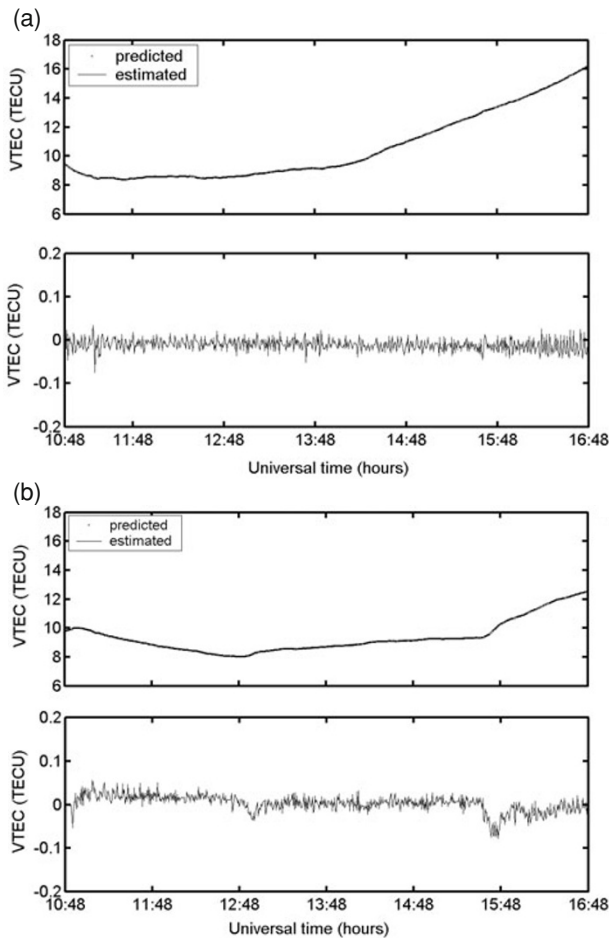 (a)
18
16
14
12
10
8
6
VTEC (TECU)
predicted
estimated
0.2
0.1
0
-0.1
-0.2
VTEC (TECU)
10:48 11:48 12:48 13:48 14:48 15:48 16:48
Universal time (hours)
(b)
18
16
14
12
10
8
6
VTEC (TECU)
predicted
estimated
0.2
0.1
0
-0.1
-0.2
VTEC (TECU)
10:48 11:48 12:48 13:48 14:48 15:48 16:48
Universal time (hours)